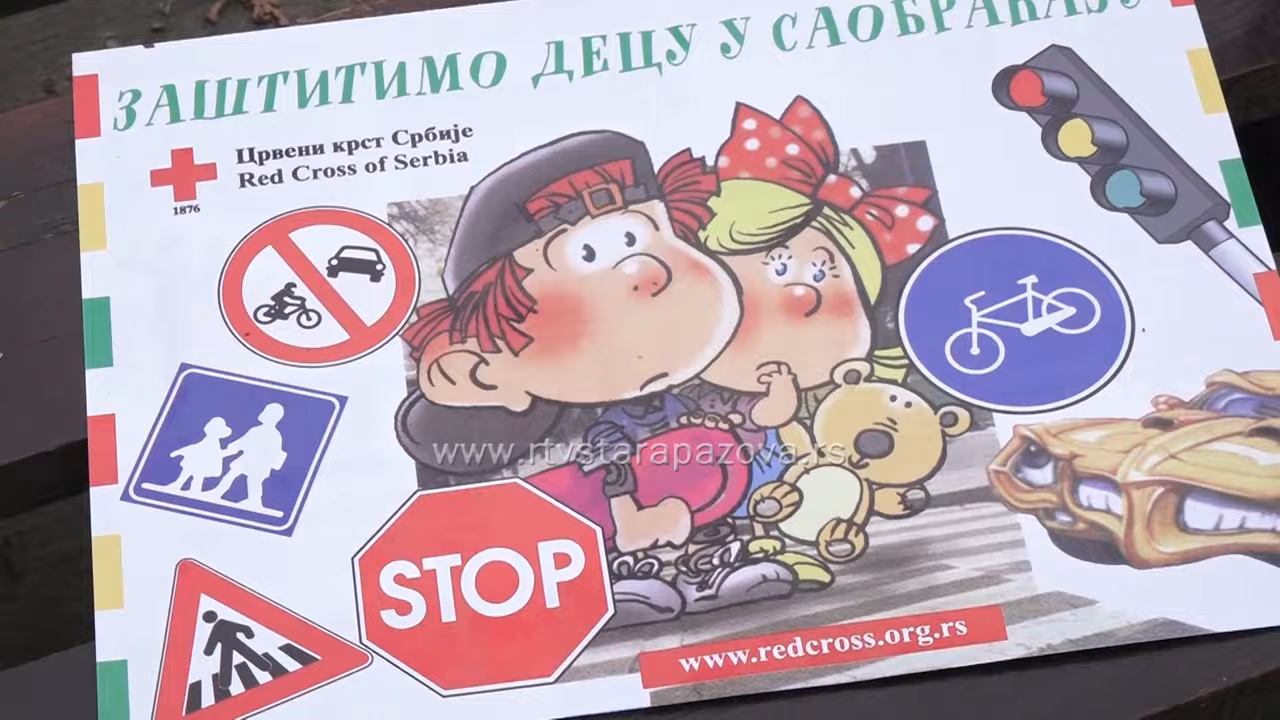 ЗАШТИТИМО ДЕЦУ У САОБРАЋАЈУ
Црвени крст Србије
Red Cross of Serbia
1876
www.rtvstarapazova.rs
STOP
www.redcross.org.rs